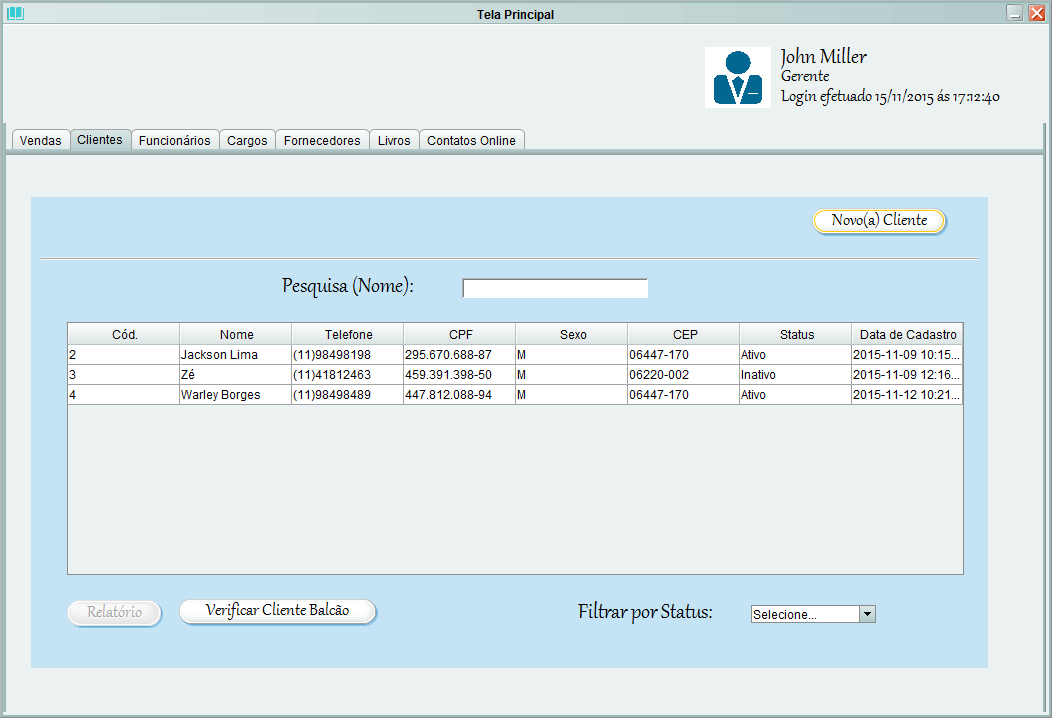 Tela Principal
John Miller
Gerente
Login efetuado 15/11/2015 ás 17:12:40
Vendas Clientes Funcionários Cargos Fornecedores Livros Contatos Online
Novo(a) Cliente
Pesquisa (Nome):
Cód. Nome Telefone CPF Sexo CEP Status Data de Cadastro
2 Jackson Lima (11)98498198 295.670.688-87 M 06447-170 Ativo 2015-11-09 10:15...
3 Zé (11)41812463 459.391.398-50 M 06220-002 Inativo 2015-11-09 12:16...
4 Warley Borges (11)98498489 447.812.088-94 M 06447-170 Ativo 2015-11-12 10:21...
Relatório Verificar Cliente Balcão Filtrar por Status: Selecione...